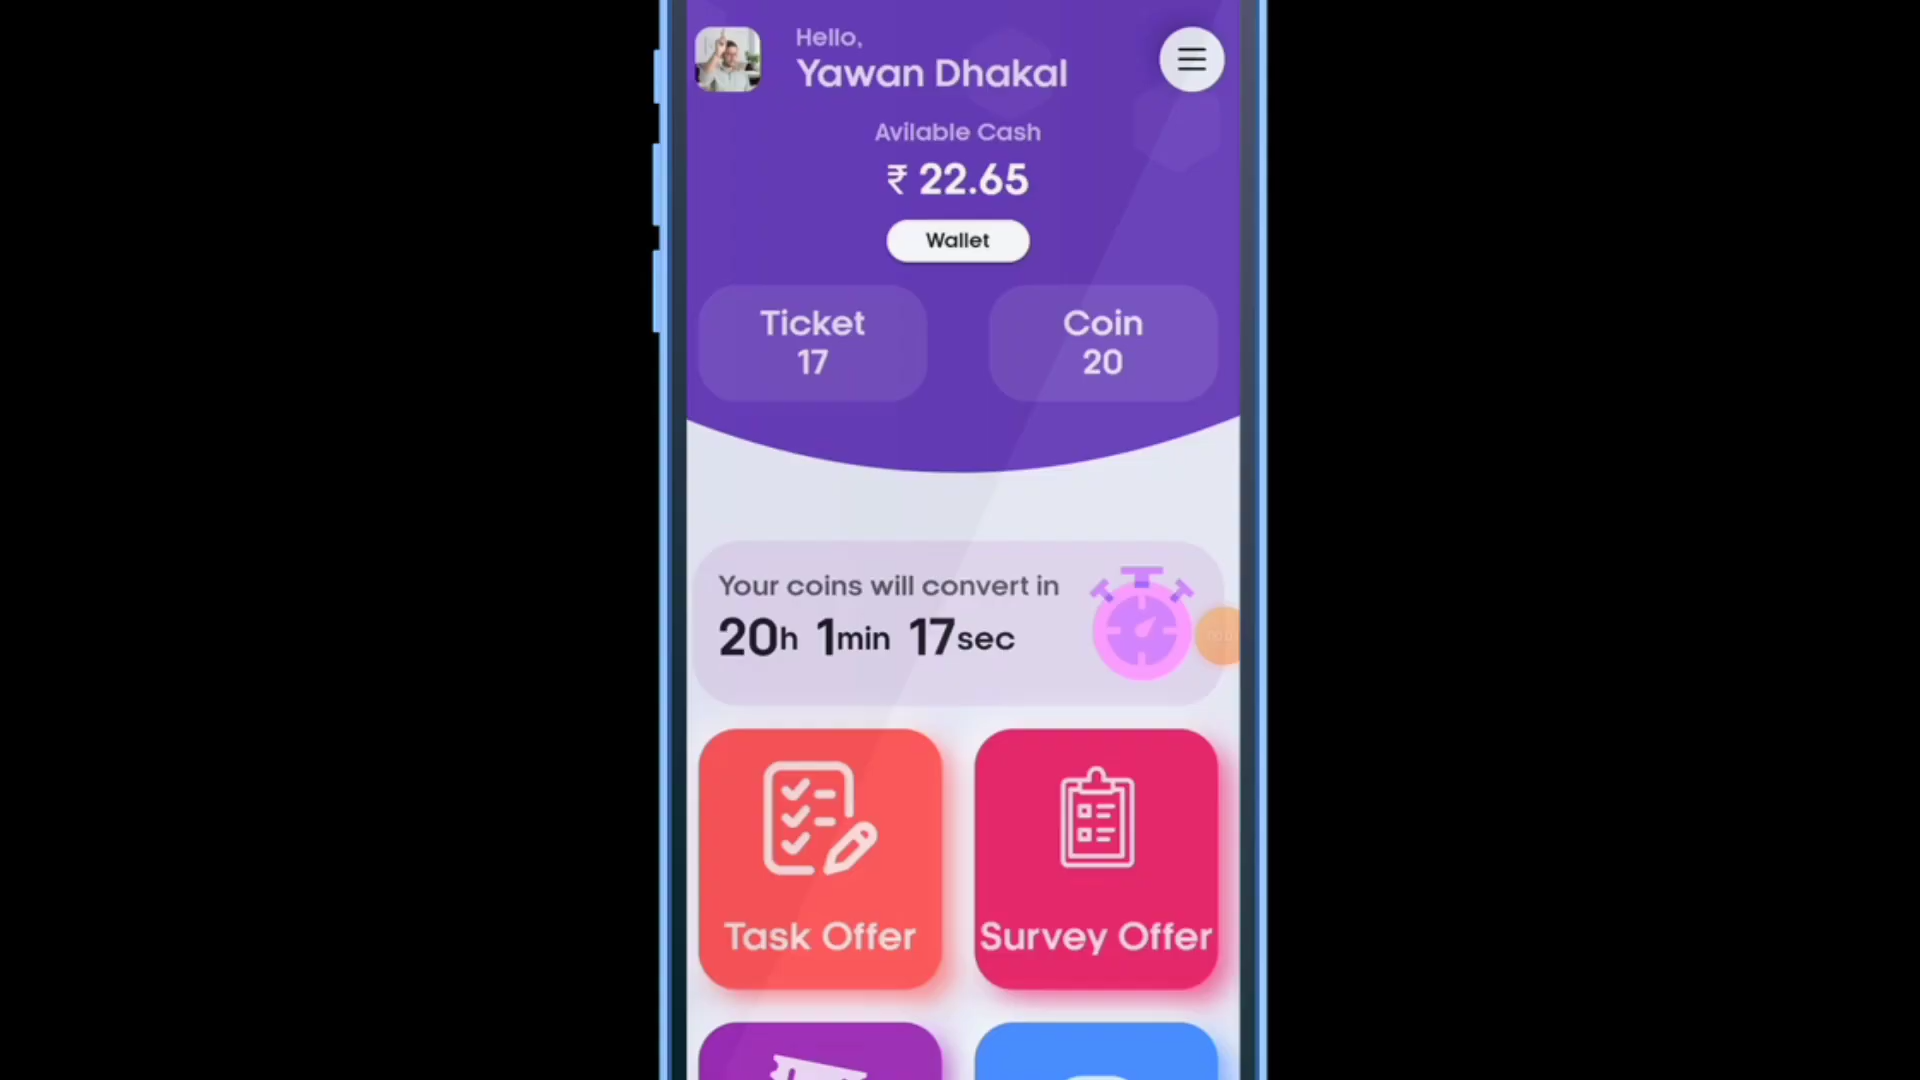 Hello,
Yawan Dhakal
Avilable Cash
₹ 22.65
Wallet
Ticket
17
Coin
20
Your coins will convert in
20h 1min 17sec
Task Offer
Survey Offer